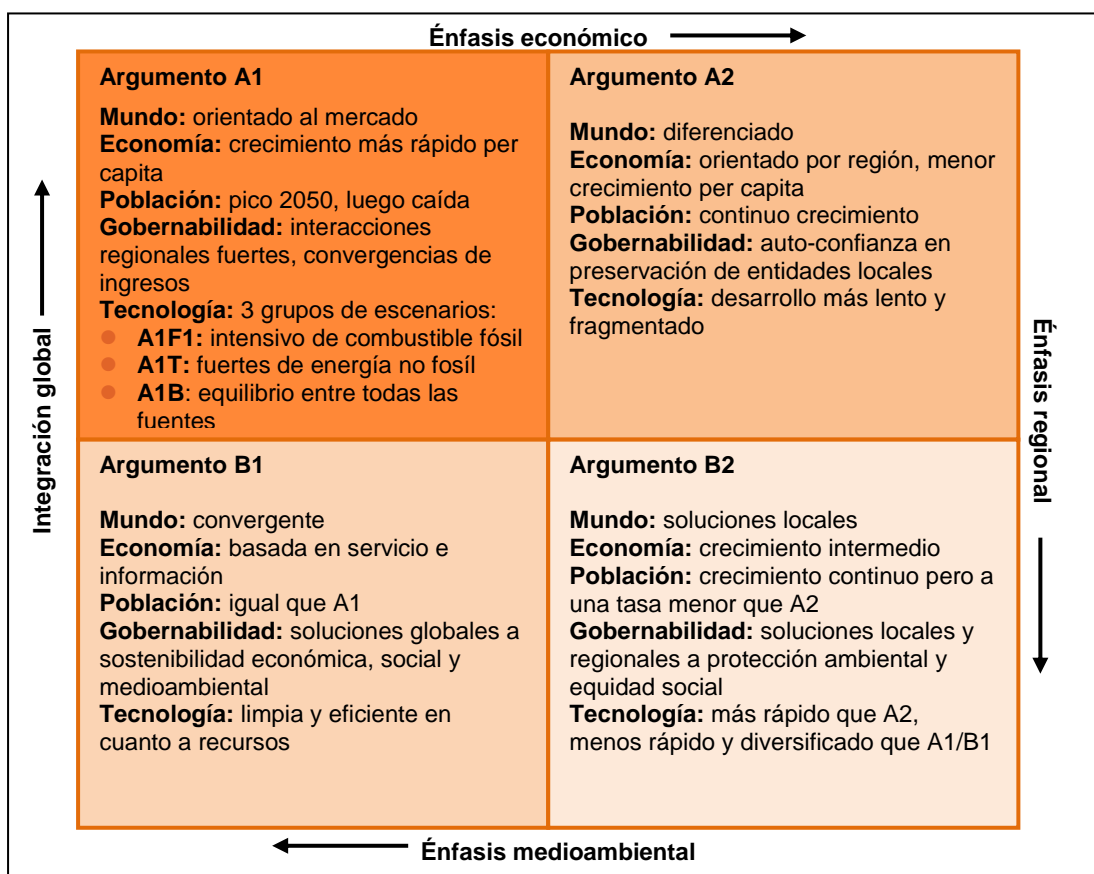 Énfasis económico
Integración global
Argumento A1
Mundo: orientado al mercado
Economía: crecimiento más rápido per
capita
Población: pico 2050, luego caída
Gobernabilidad: interacciones
regionales fuertes, convergencias de
ingresos
Tecnología: 3 grupos de escenarios:
A1F1: intensivo de combustible fósil
A1T: fuertes de energía no fosíl
A1B: equilibrio entre todas las
fuentes
Argumento A2
Mundo: diferenciado
Economía: orientado por región, menor
crecimiento per capita
Población: continuo crecimiento
Gobernabilidad: auto-confianza en
preservación de entidades locales
Tecnología: desarrollo más lento y
fragmentado
Énfasis regional
Argumento B1
Mundo: convergente
Economía: basada en servicio e
información
Población: igual que A1
Gobernabilidad: soluciones globales a
sostenibilidad económica, social y
medioambiental
Tecnología: limpia y eficiente en
cuanto a recursos
Argumento B2
Mundo: soluciones locales
Economía: crecimiento intermedio
Población: crecimiento continuo pero a
una tasa menor que A2
Gobernabilidad: soluciones locales y
regionales a protección ambiental y
equidad social
Tecnología: más rápido que A2,
menos rápido y diversificado que A1/B1
Énfasis medioambiental